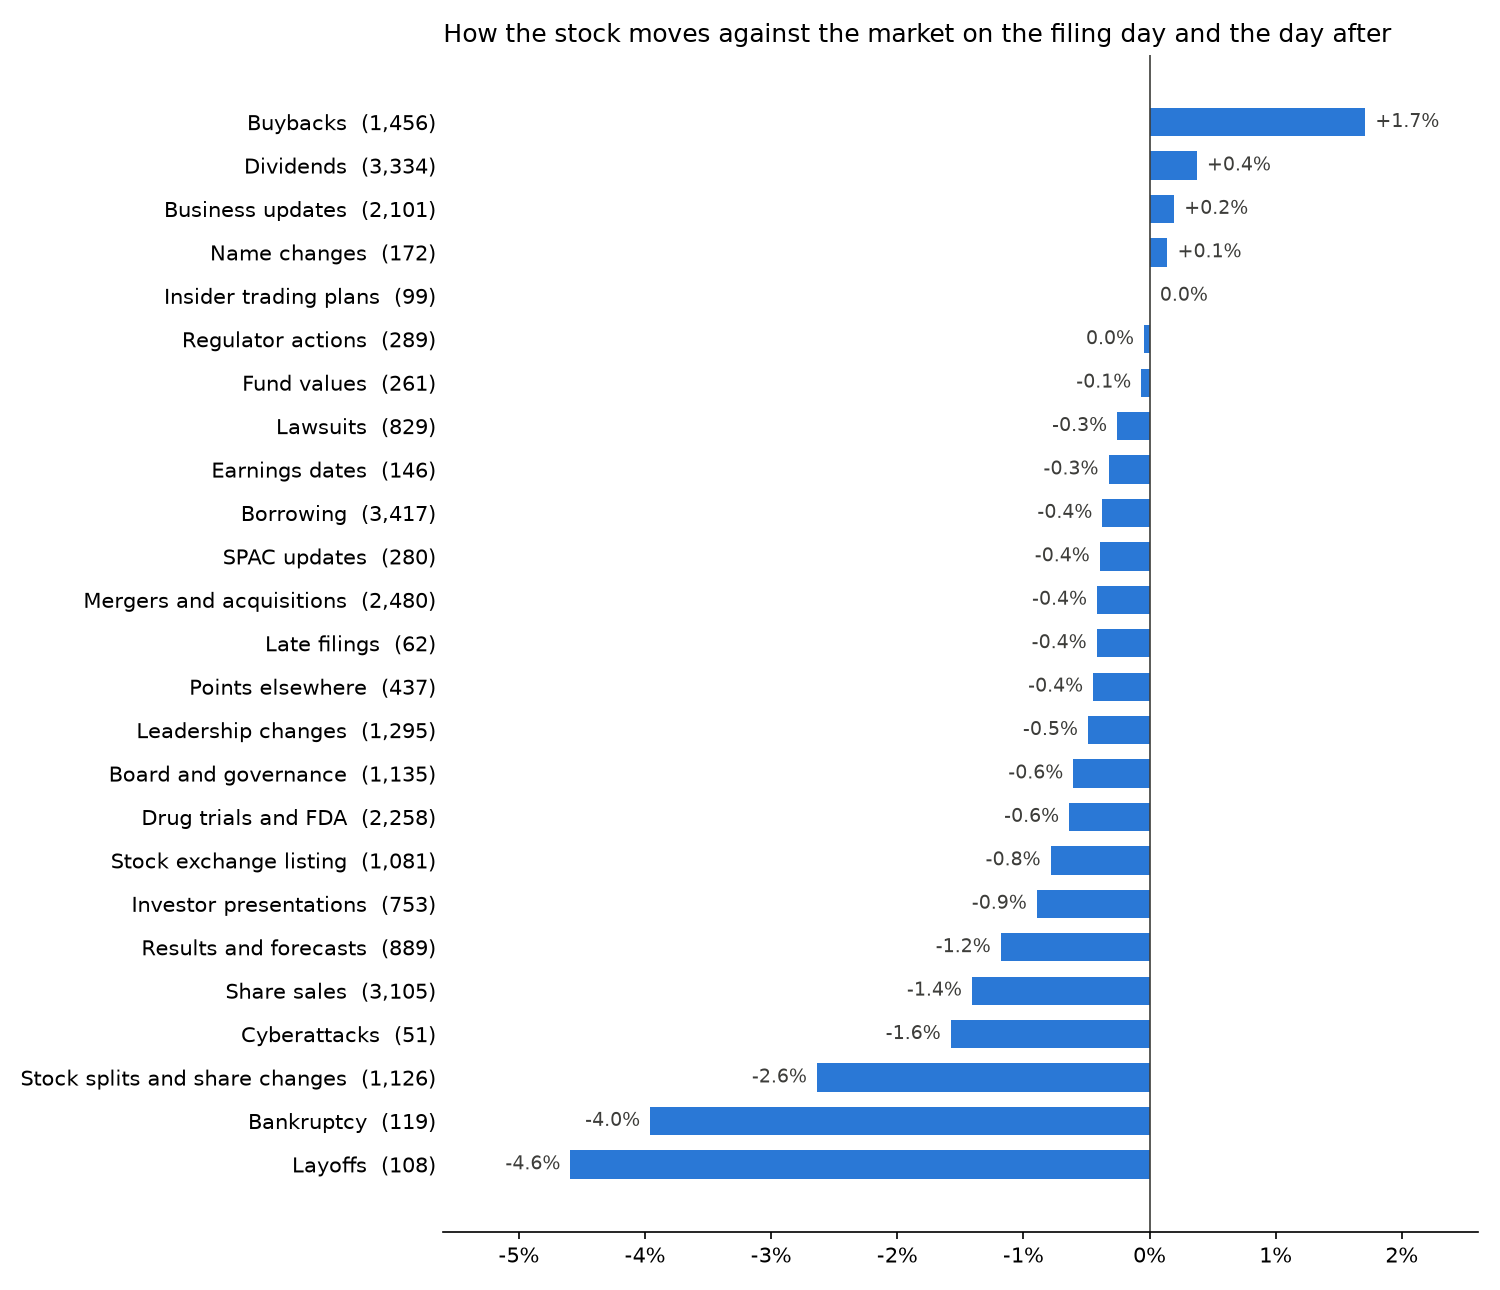 How the stock moves against the market on the filing day and the day after
Buybacks (1,456) +1.7%
Dividends (3,334) +0.4%
Business updates (2,101) +0.2%
Name changes (172) +0.1%
Insider trading plans (99) 0.0%
Regulator actions (289) 0.0%
Fund values (261) -0.1%
Lawsuits (829) -0.3%
Earnings dates (146) -0.3%
Borrowing (3,417) -0.4%
SPAC updates (280) -0.4%
Mergers and acquisitions (2,480) -0.4%
Late filings (62) -0.4%
Points elsewhere (437) -0.4%
Leadership changes (1,295) -0.5%
Board and governance (1,135) -0.6%
Drug trials and FDA (2,258) -0.6%
Stock exchange listing (1,081) -0.8%
Investor presentations (753) -0.9%
Results and forecasts (889) -1.2%
Share sales (3,105) -1.4%
Cyberattacks (51) -1.6%
Stock splits and share changes (1,126) -2.6%
Bankruptcy (119) -4.0%
Layoffs (108) -4.6%
-5% -4% -3% -2% -1% 0% 1% 2%